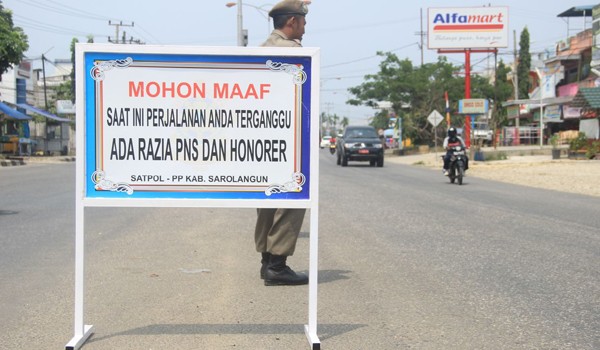 MOHON MAAF
SAAT INI PERJALANAN ANDA TERGANGGU
ADA RAZIA PNS DAN HONORER
SATPOL - PP KAB. SAROLANGUN
Alfamart